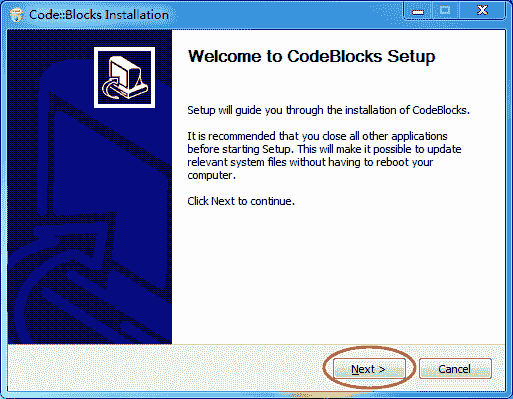 Code::Blocks Installation
Welcome to CodeBlocks Setup
Setup will guide you through the installation of CodeBlocks.
It is recommended that you close all other applications
before starting Setup. This will make it possible to update
relevant system files without having to reboot your
computer.
Click Next to continue.
Next >
Cancel